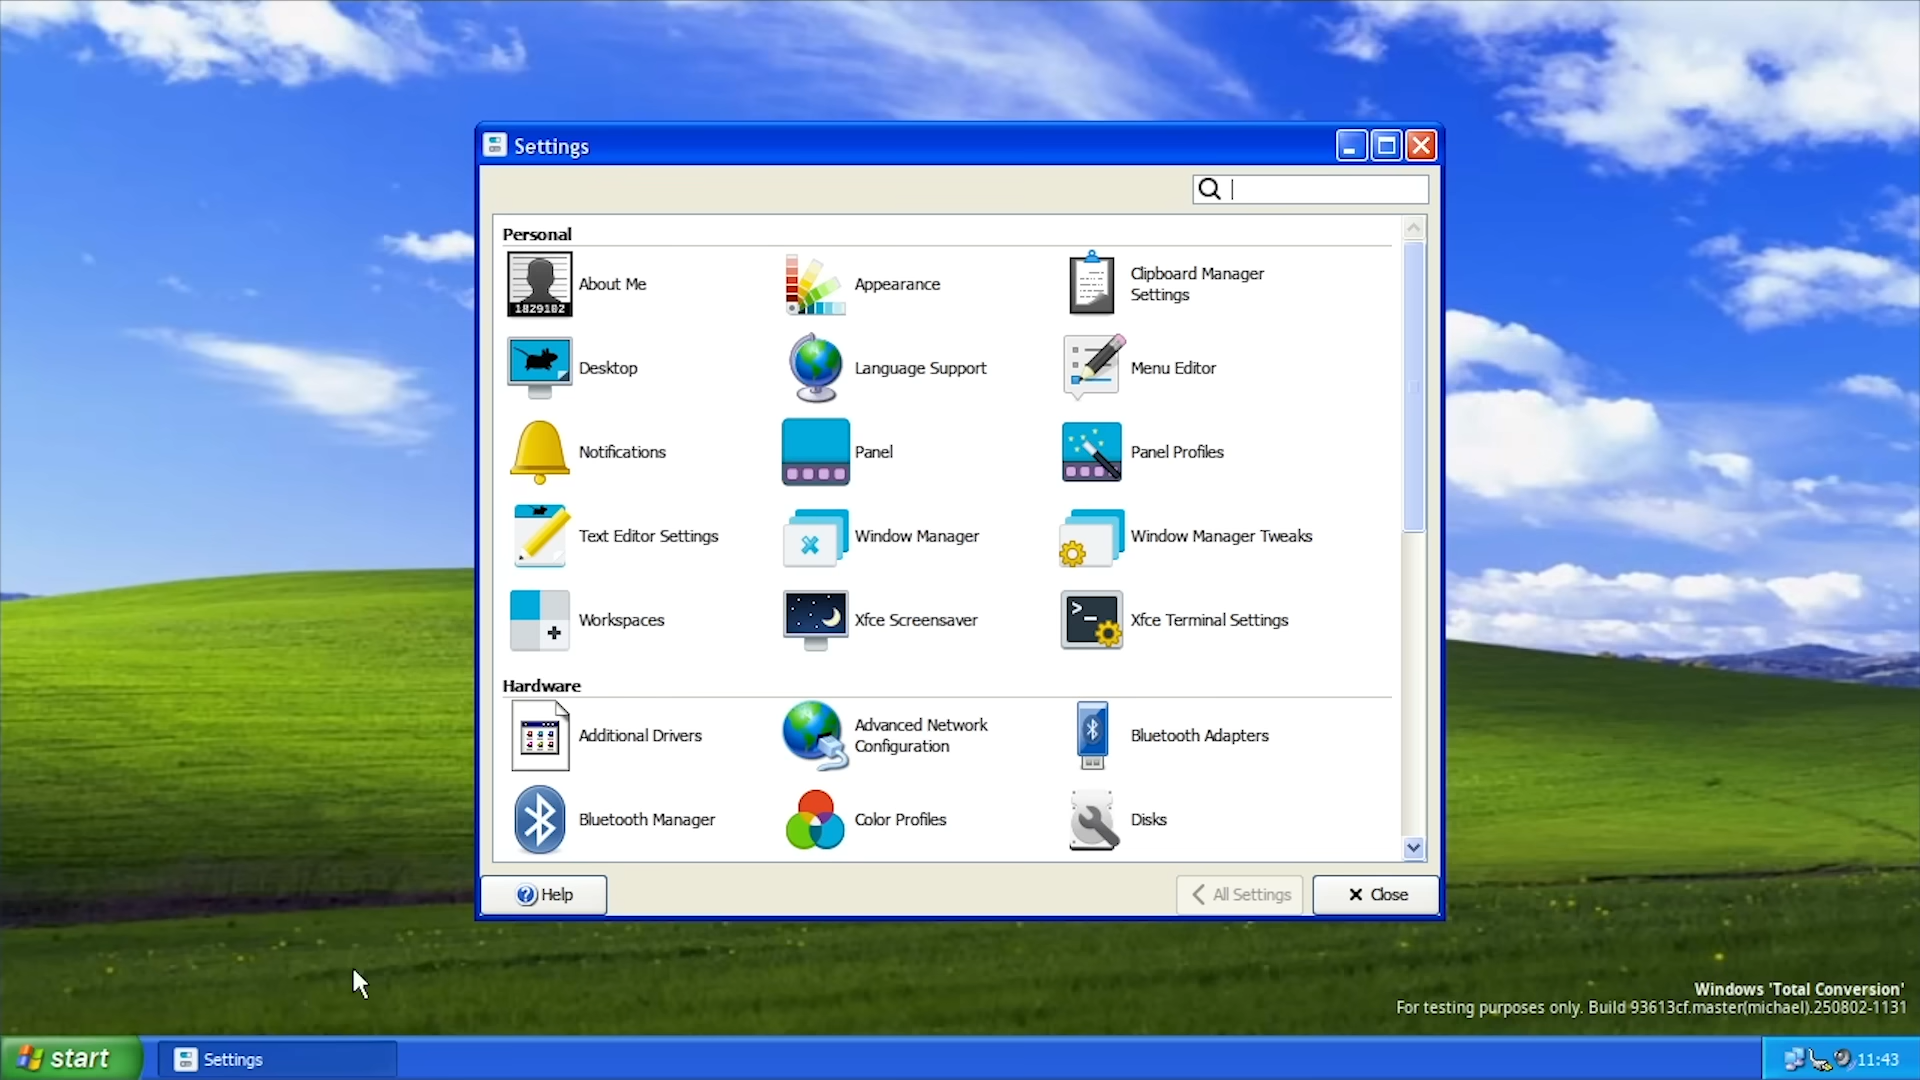 Settings
Personal
1829182
About Me
Appearance
Clipboard Manager
Settings
Desktop
Language Support
Menu Editor
Notifications
Panel
Panel Profiles
Text Editor Settings
Window Manager
Window Manager Tweaks
Workspaces
Xfce Screensaver
Xfce Terminal Settings
Hardware
Additional Drivers
Advanced Network
Configuration
Bluetooth Adapters
Bluetooth Manager
Color Profiles
Disks
Help
All Settings
Close
Windows 'Total Conversion'
For testing purposes only. Build 93613cf.master(michael).250802-1131
start
Settings
11:43